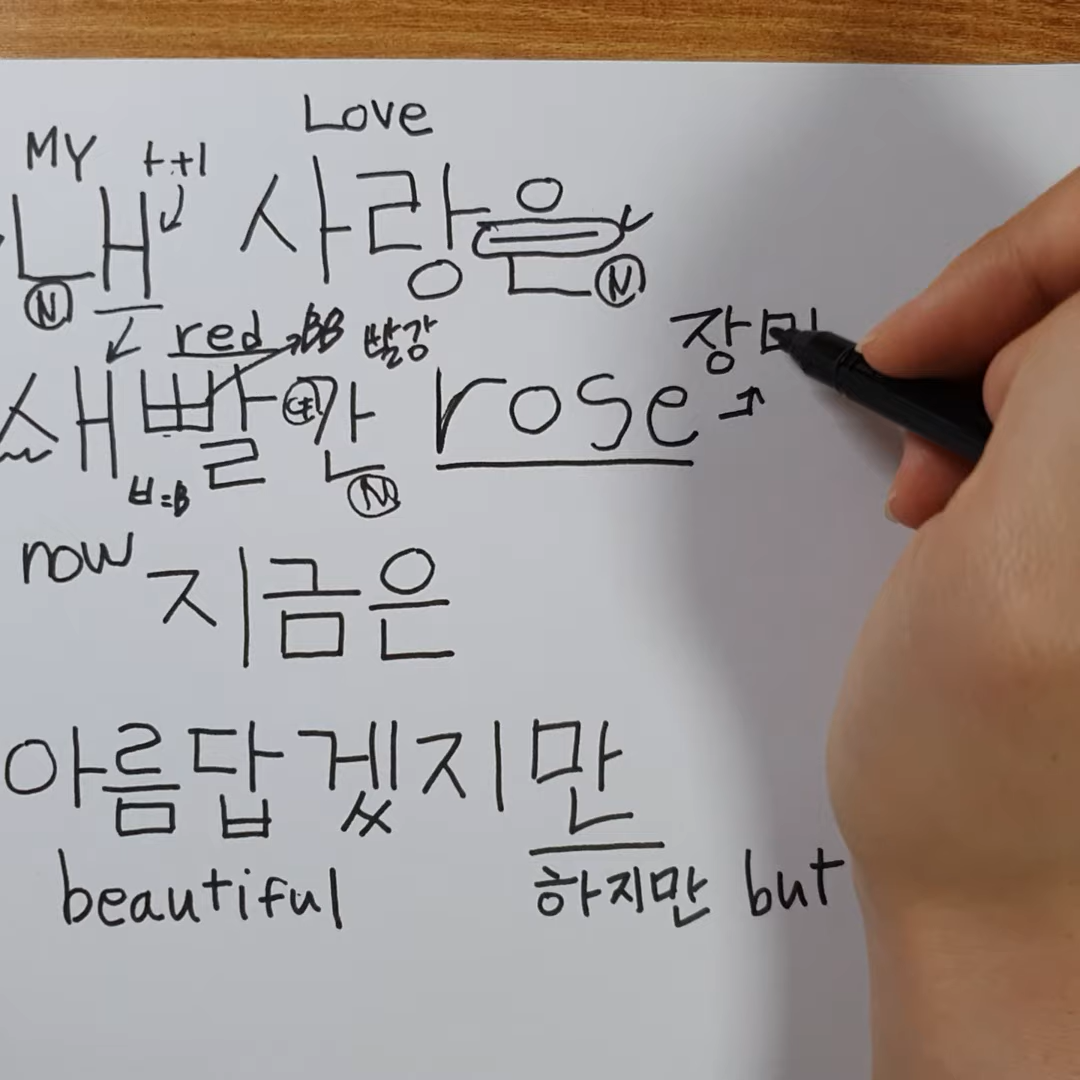 Love
MY ㅏ+ㅣ
내 사랑은
N N
red →BB 빨강 장미
새빨간 rose
ㅂ=B N
now
지금은
아름답겠지만
beautiful 하지만 but